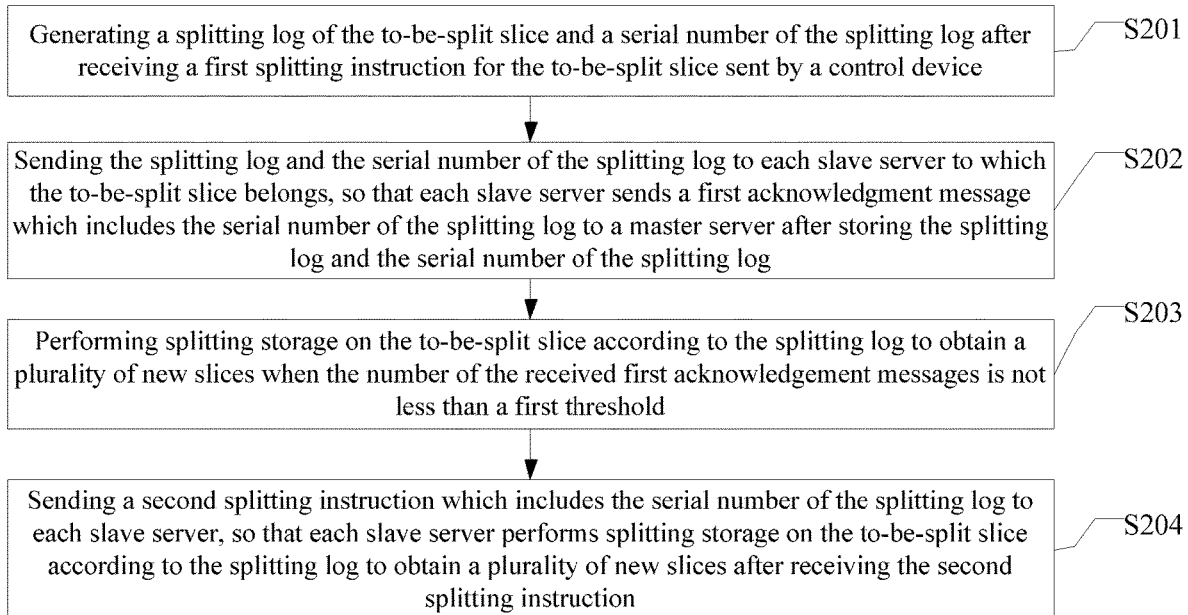 Generating a splitting log of the to-be-split slice and a serial number of the splitting log after
receiving a first splitting instruction for the to-be-split slice sent by a control device
S201
Sending the splitting log and the serial number of the splitting log to each slave server to which
the to-be-split slice belongs, so that each slave server sends a first acknowledgment message
which includes the serial number of the splitting log to a master server after storing the splitting
log and the serial number of the splitting log
S202
Performing splitting storage on the to-be-split slice according to the splitting log to obtain a
plurality of new slices when the number of the received first acknowledgement messages is not
less than a first threshold
S203
Sending a second splitting instruction which includes the serial number of the splitting log to
each slave server, so that each slave server performs splitting storage on the to-be-split slice
according to the splitting log to obtain a plurality of new slices after receiving the second
splitting instruction
S204